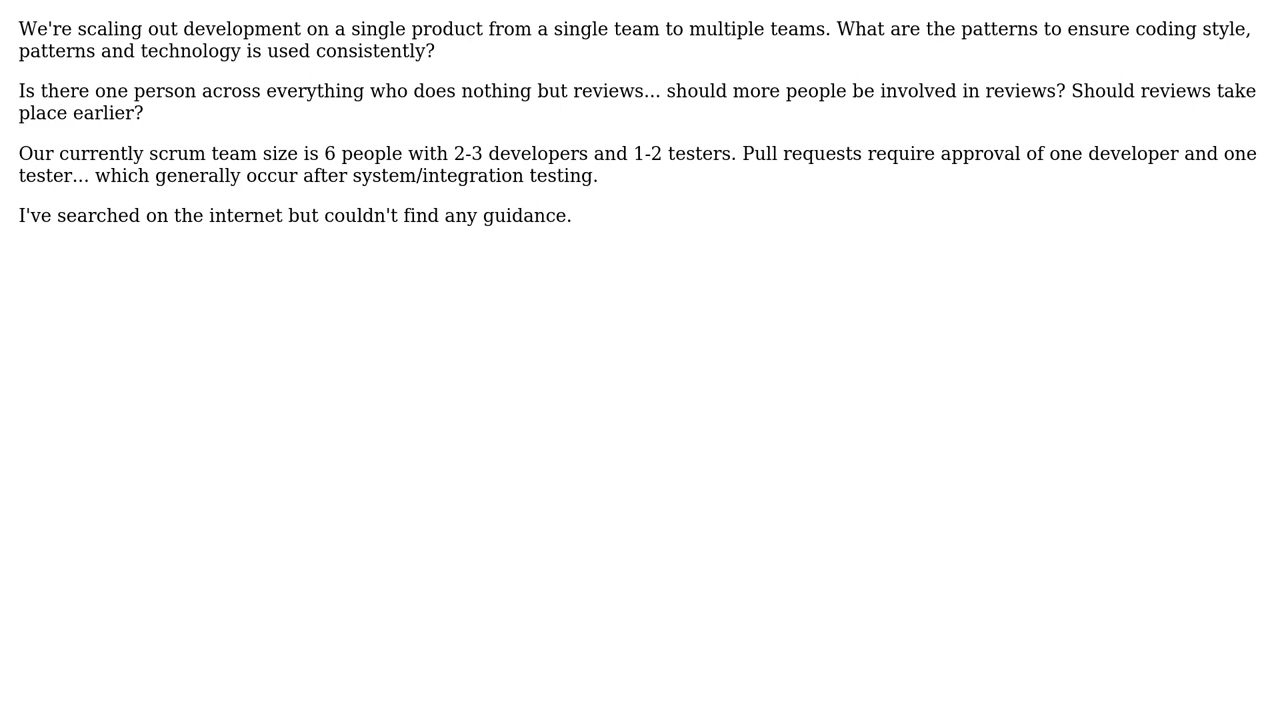 We're scaling out development on a single product from a single team to multiple teams. What are the patterns to ensure coding style,
patterns and technology is used consistently?
Is there one person across everything who does nothing but reviews... should more people be involved in reviews? Should reviews take
place earlier?
Our currently scrum team size is 6 people with 2-3 developers and 1-2 testers. Pull requests require approval of one developer and one
tester... which generally occur after system/integration testing.
I've searched on the internet but couldn't find any guidance.